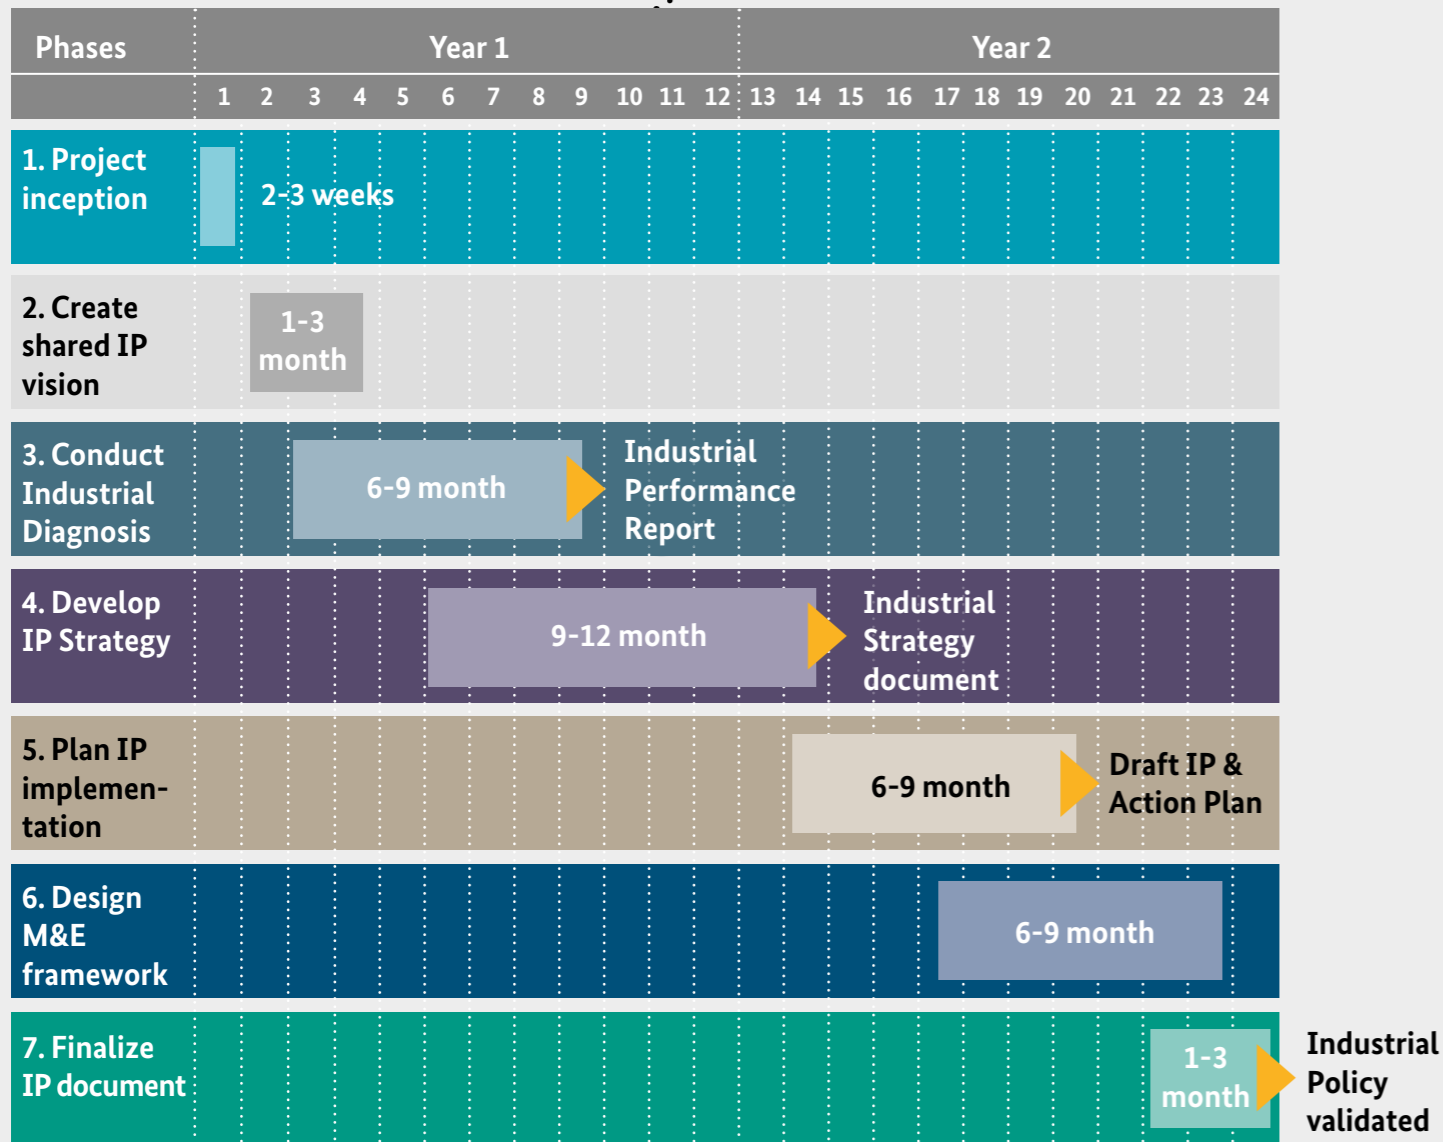 Phases Year 1 Year 2
1 2 3 4 5 6 7 8 9 10 11 12 13 14 15 16 17 18 19 20 21 22 23 24
1. Project
inception
2-3 weeks
2. Create
shared IP
vision
1-3
month
3. Conduct
Industrial
Diagnosis
6-9 month
Industrial
Performance
Report
4. Develop
IP Strategy
9-12 month
Industrial
Strategy
document
5. Plan IP
implemen-
tation
6-9 month
Draft IP &
Action Plan
6. Design
M&E
framework
6-9 month
7. Finalize
IP document
1-3
month
Industrial
Policy
validated